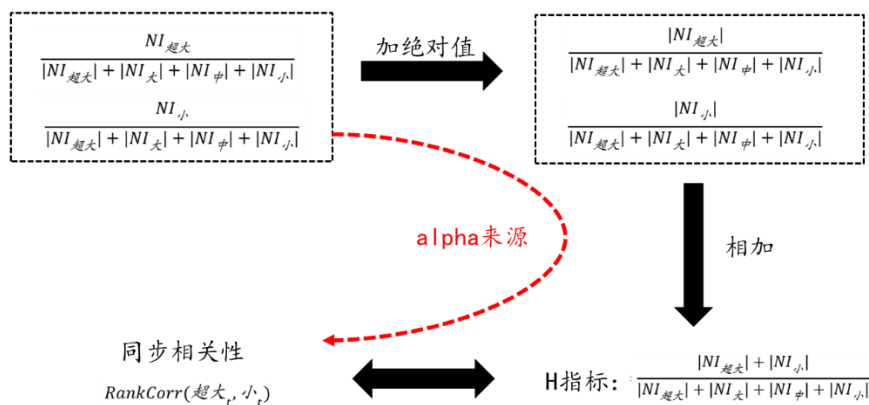 NI超大 / |NI超大| + |NI大| + |NI中| + |NI小|
NI小 / |NI超大| + |NI大| + |NI中| + |NI小|
加绝对值
|NI超大| / |NI超大| + |NI大| + |NI中| + |NI小|
|NI小| / |NI超大| + |NI大| + |NI中| + |NI小|
alpha来源
相加
同步相关性
RankCorr(超大t, 小t)
H指标: |NI超大| + |NI小| / |NI超大| + |NI大| + |NI中| + |NI小|